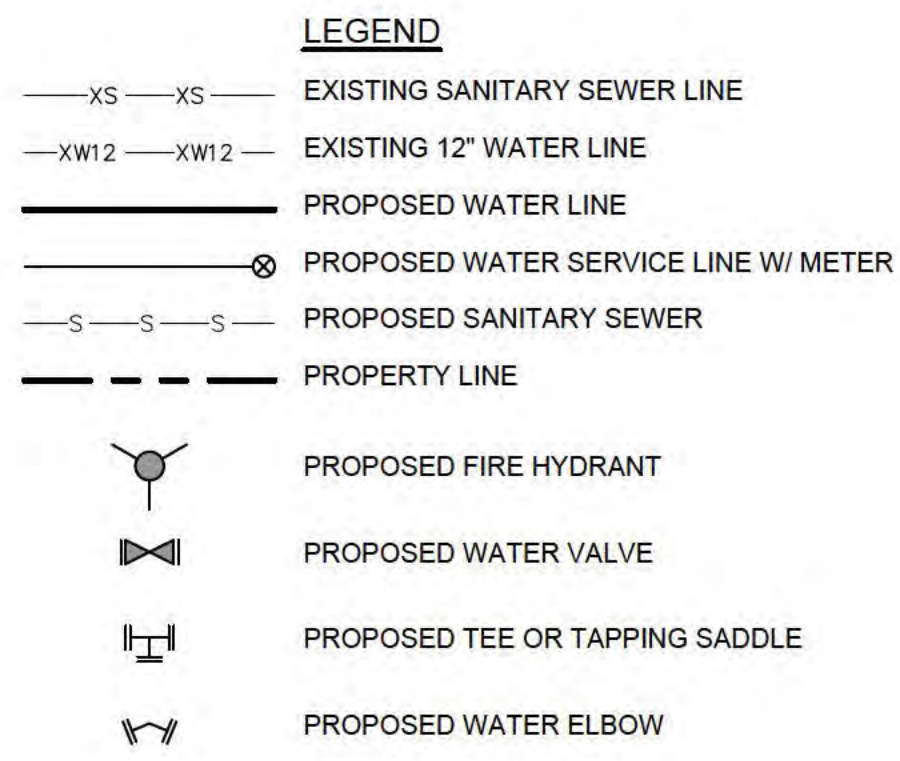 LEGEND
XS XS EXISTING SANITARY SEWER LINE
XW12 XW12 EXISTING 12" WATER LINE
PROPOSED WATER LINE
PROPOSED WATER SERVICE LINE W/ METER
S S S PROPOSED SANITARY SEWER
PROPERTY LINE
PROPOSED FIRE HYDRANT
PROPOSED WATER VALVE
PROPOSED TEE OR TAPPING SADDLE
PROPOSED WATER ELBOW